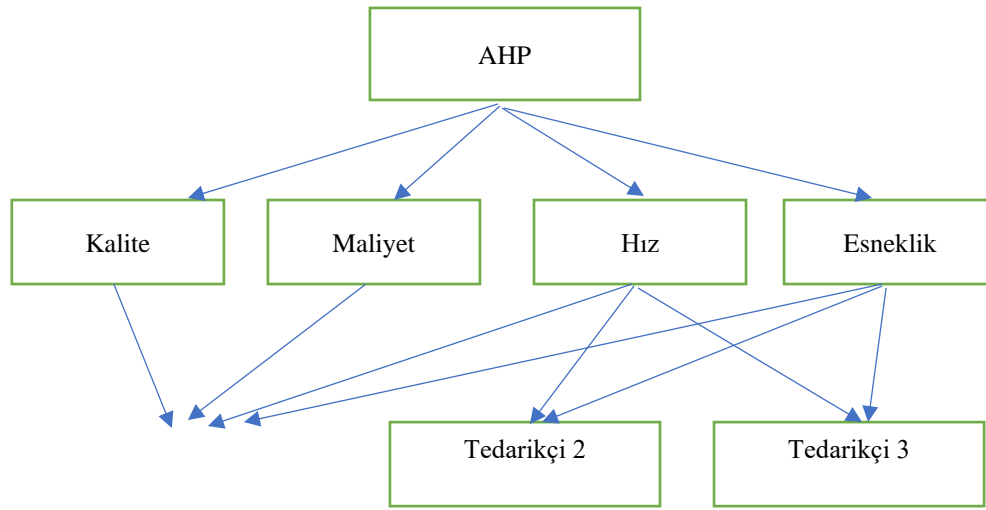 AHP
Kalite
Maliyet
Hız
Esneklik
Tedarikçi 2
Tedarikçi 3